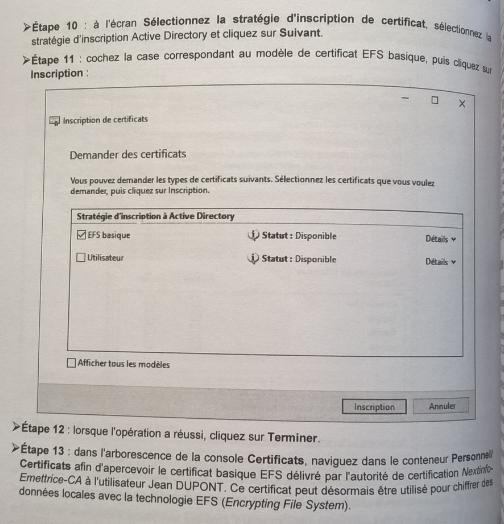 ➢Étape 10 : à l'écran Sélectionnez la stratégie d'inscription de certificat, sélectionnez la
stratégie d'inscription Active Directory et cliquez sur Suivant.
➢Étape 11 : cochez la case correspondant au modèle de certificat EFS basique, puis cliquez sur
Inscription :
Inscription de certificats
Demander des certificats
Vous pouvez demander les types de certificats suivants. Sélectionnez les certificats que vous voulez
demander, puis cliquez sur Inscription.
Stratégie d'inscription à Active Directory
EFS basique Statut : Disponible Détails
Utilisateur Statut : Disponible Détails
Afficher tous les modèles
Inscription Annuler
➢Étape 12 : lorsque l'opération a réussi, cliquez sur Terminer.
➢Étape 13 : dans l'arborescence de la console Certificats, naviguez dans le conteneur Personnel/
Certificats afin d'apercevoir le certificat basique EFS délivré par l'autorité de certification Nextinfo-
Emettrice-CA à l'utilisateur Jean DUPONT. Ce certificat peut désormais être utilisé pour chiffrer des
données locales avec la technologie EFS (Encrypting File System).